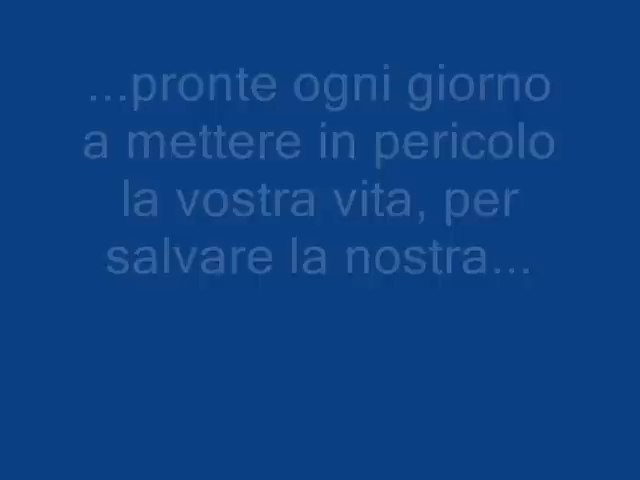 ...pronte ogni giorno
a mettere in pericolo
la vostra vita, per
salvare la nostra...